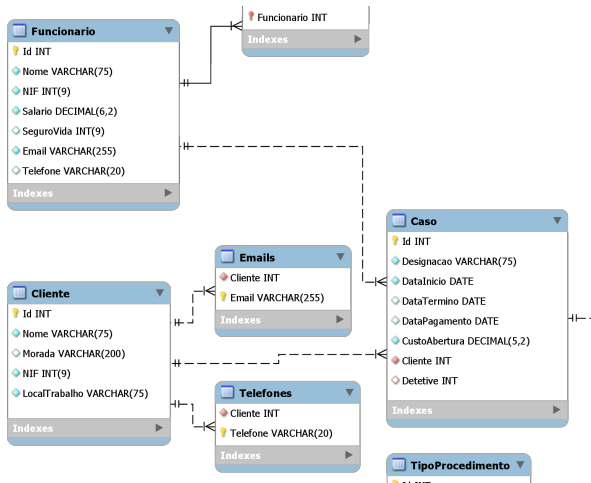 Funcionario
Id INT
Nome VARCHAR(75)
NIF INT(9)
Salario DECIMAL(6,2)
SeguroVida INT(9)
Email VARCHAR(255)
Telefone VARCHAR(20)
Indexes
Funcionario INT
Indexes
Cliente
Id INT
Nome VARCHAR(75)
Morada VARCHAR(200)
NIF INT(9)
LocalTrabalho VARCHAR(75)
Indexes
Emails
Cliente INT
Email VARCHAR(255)
Indexes
Telefones
Cliente INT
Telefone VARCHAR(20)
Indexes
Caso
Id INT
Designacao VARCHAR(75)
DataInicio DATE
DataTermino DATE
DataPagamento DATE
CustoAbertura DECIMAL(5,2)
Cliente INT
Detetive INT
Indexes
TipoProcedimento